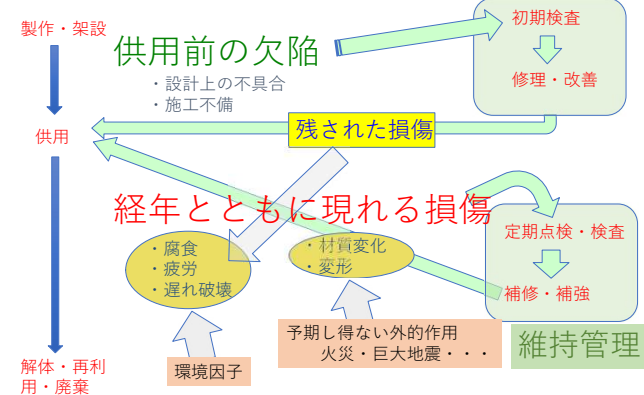 製作・架設
供用前の欠陥
・設計上の不具合
・施工不備
初期検査
修理・改善
供用
残された損傷
経年とともに現れる損傷
・腐食
・疲労
・遅れ破壊
・材質変化
・変形
定期点検・検査
補修・補強
環境因子
予期し得ない外的作用
火災・巨大地震・・・
維持管理
解体・再利
用・廃棄